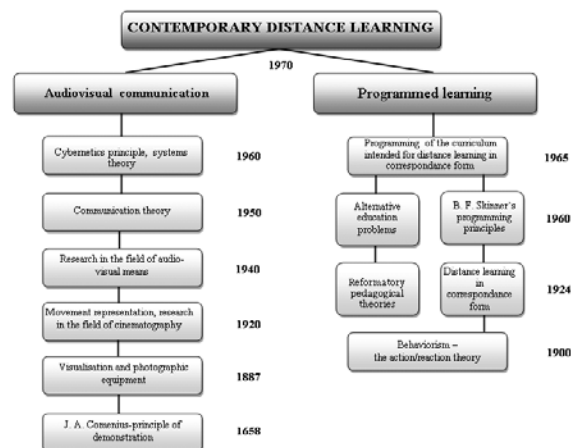 CONTEMPORARY DISTANCE LEARNING
1970
Audiovisual communication
Programmed learning
Cybernetics principle, systems
theory
1960
Communication theory
1950
Research in the field of audio-
visual means
1940
Movement representation, research
in the field of cinematography
1920
Visualisation and photographic
equipment
1887
J. A. Comenius-principle of
demonstration
1658
Programming of the curriculum
intended for distance learning in
correspondance form
1965
Alternative
education
problems
B. F. Skinner's
programming
principles
1960
Reformatory
pedagogical
theories
Distance learning
in
correspondance
form
1924
Behaviorism –
the action/reaction theory
1900